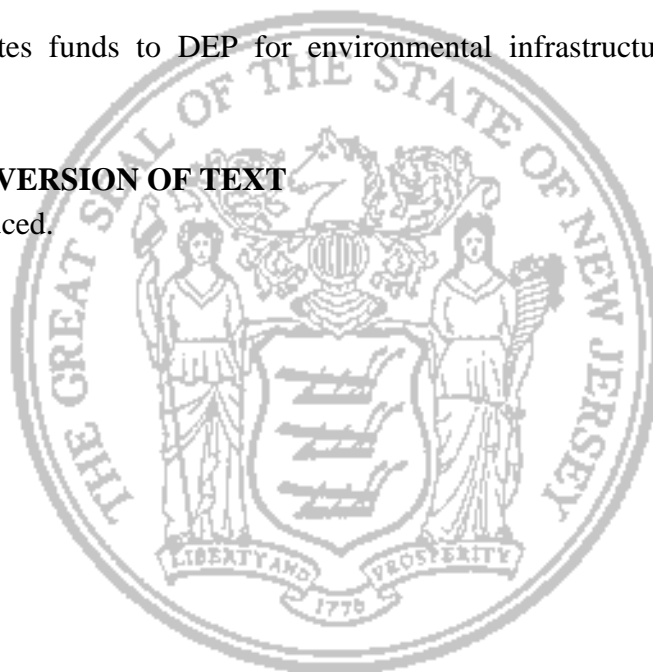 tes funds to DEP for environmental infrastructu
VERSION OF TEXT
uced.
THE GREAT SEAL OF THE STATE OF NEW JERSEY
LIBERTY AND PROSPERITY
1776